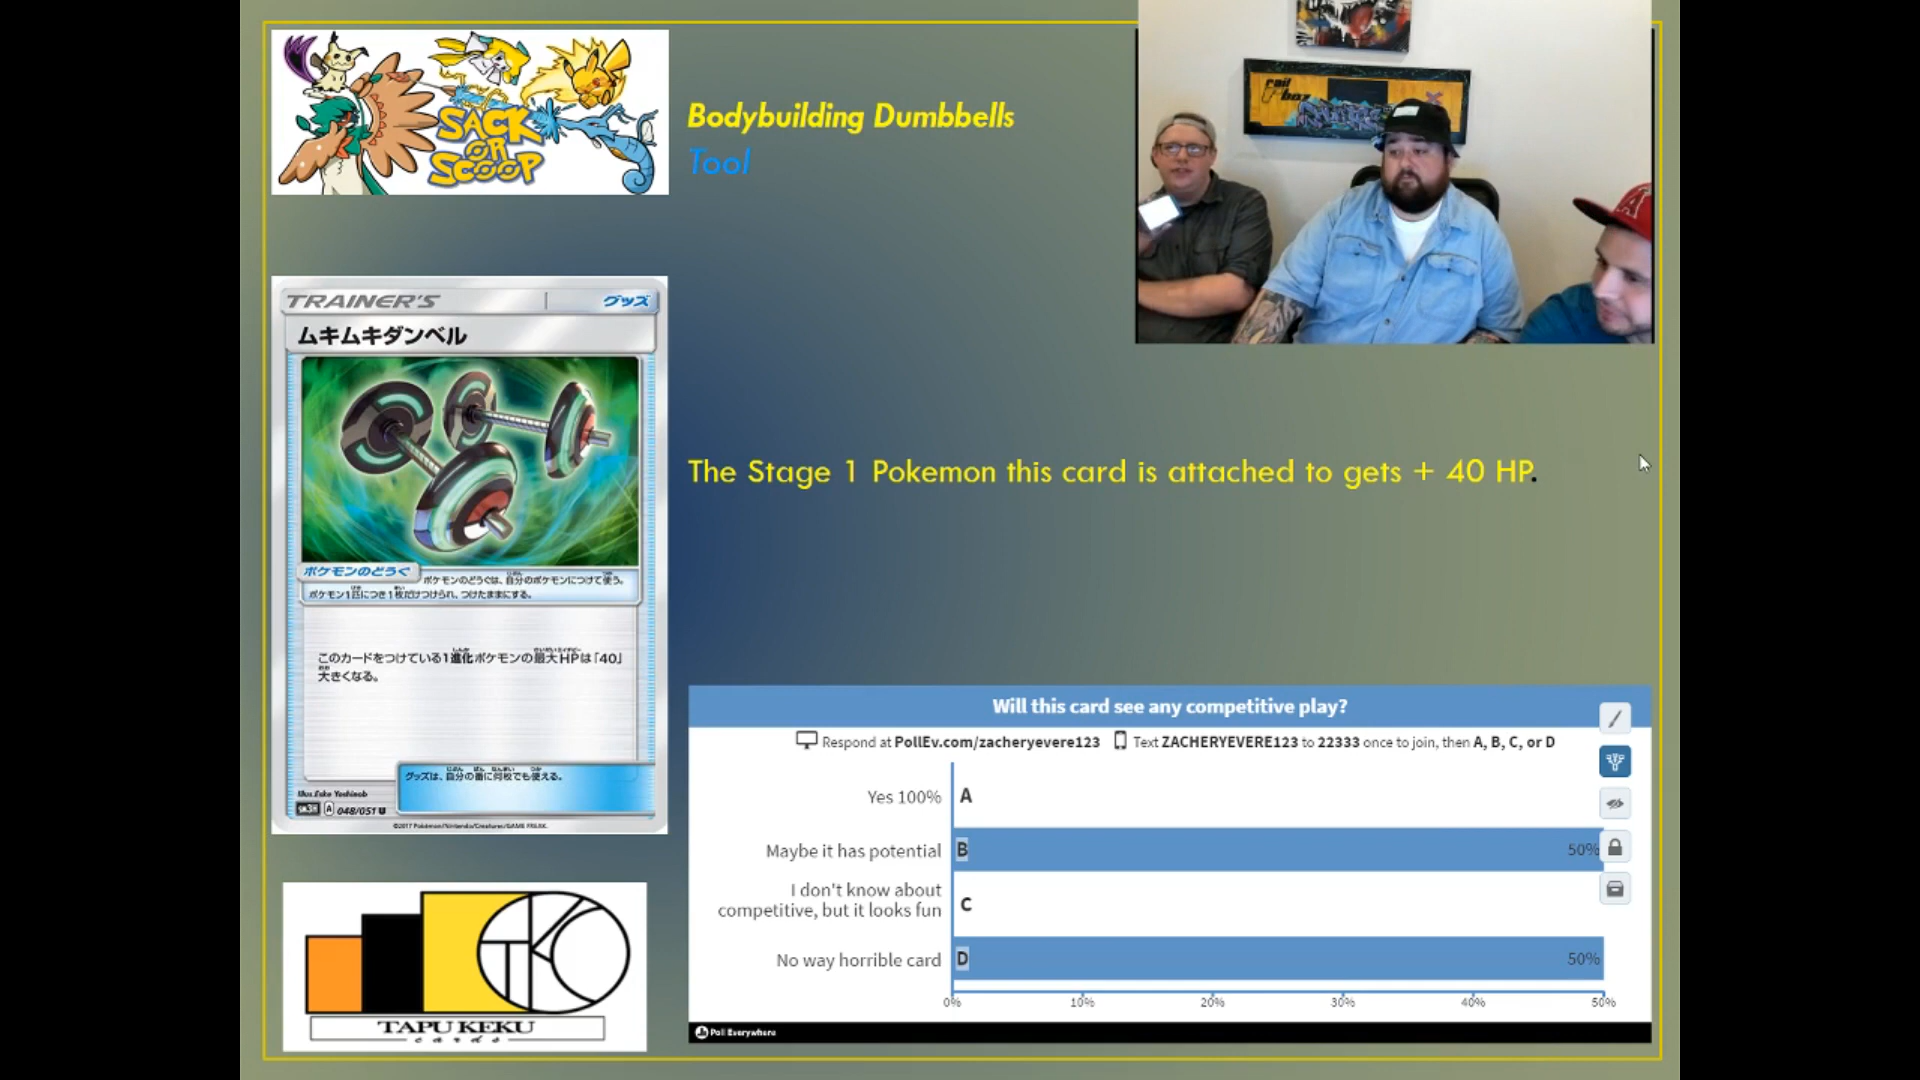 SACK
OR
SCOOP
Bodybuilding Dumbbells
Tool
TRAINER'S
グッズ
ムキムキダンベル
ポケモンのどうぐ
ポケモンのどうぐは、自分のポケモンにつけて使う。
ポケモン1匹につき1枚だけつけられ、つけたままにする。
このカードをつけている1進化ポケモンの最大HPは「40」
大きくなる。
グッズは、自分の番に何枚でも使える。
A 048/051 U
©2017 Pokémon/Nintendo/Creatures/GAME FREAK.
The Stage 1 Pokemon this card is attached to gets + 40 HP.
Will this card see any competitive play?
Respond at PollEv.com/zacheryevere123 Text ZACHERYEVERE123 to 22333 once to join, then A, B, C, or D
Yes 100% A
Maybe it has potential B 50%
I don't know about
competitive, but it looks fun C
No way horrible card D 50%
0% 10% 20% 30% 40% 50%
Poll Everywhere
TKC
TAPU KEKU
cards